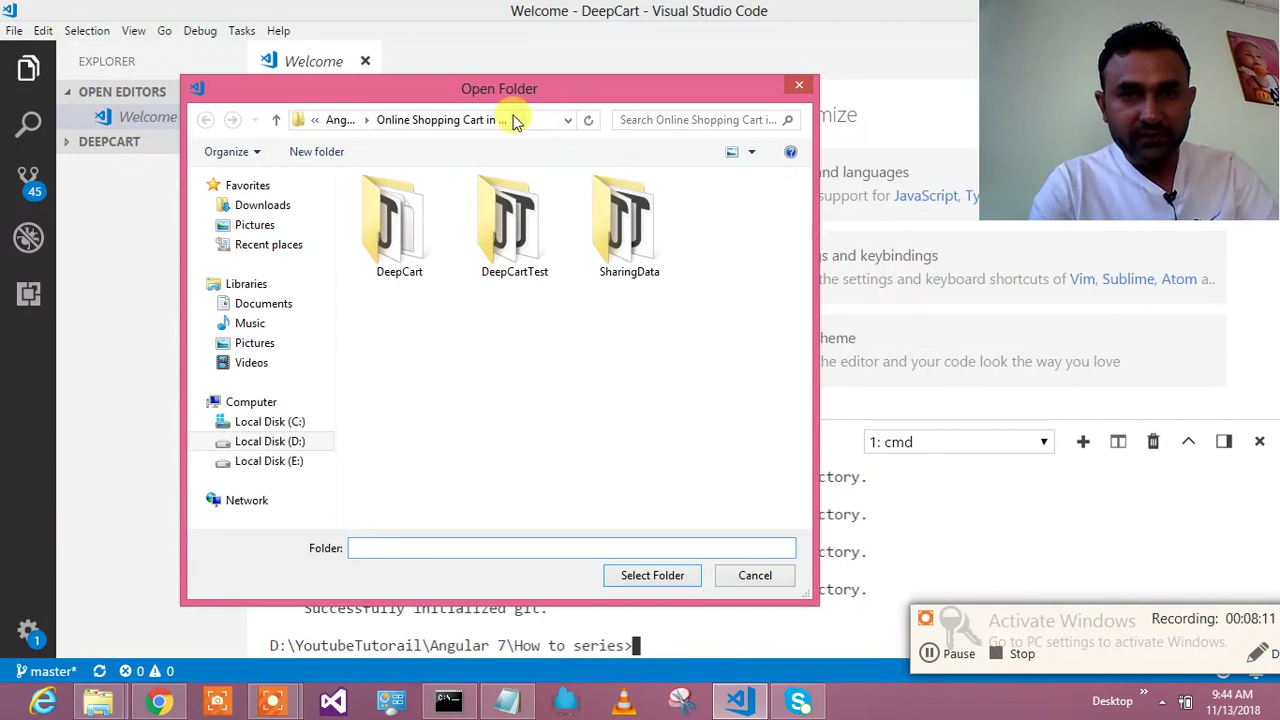 Welcome - DeepCart - Visual Studio Code
File Edit Selection View Go Debug Tasks Help
EXPLORER
Welcome
OPEN EDITORS
Welcome
DEEPCART
45
1
Open Folder
« Ang... Online Shopping Cart in ...
Search Online Shopping Cart i...
Organize New folder
Favorites
Downloads
Pictures
Recent places
Libraries
Documents
Music
Pictures
Videos
Computer
Local Disk (C:)
Local Disk (D:)
Local Disk (E:)
Network
DeepCart DeepCartTest SharingData
Folder:
Select Folder Cancel
mize
and languages
support for JavaScript, Ty
s and keybindings
the settings and keyboard shortcuts of Vim, Sublime, Atom a..
heme
he editor and your code look the way you love
1: cmd
ctory.
ctory.
ctory.
ctory.
Successfully initialized git.
D:\YoutubeTutorail\Angular 7\How to series>
Activate Windows
Go to PC settings to activate Windows.
Recording: 00:08:11
Pause Stop D
master* 0 0
Desktop
9:44 AM
11/13/2018